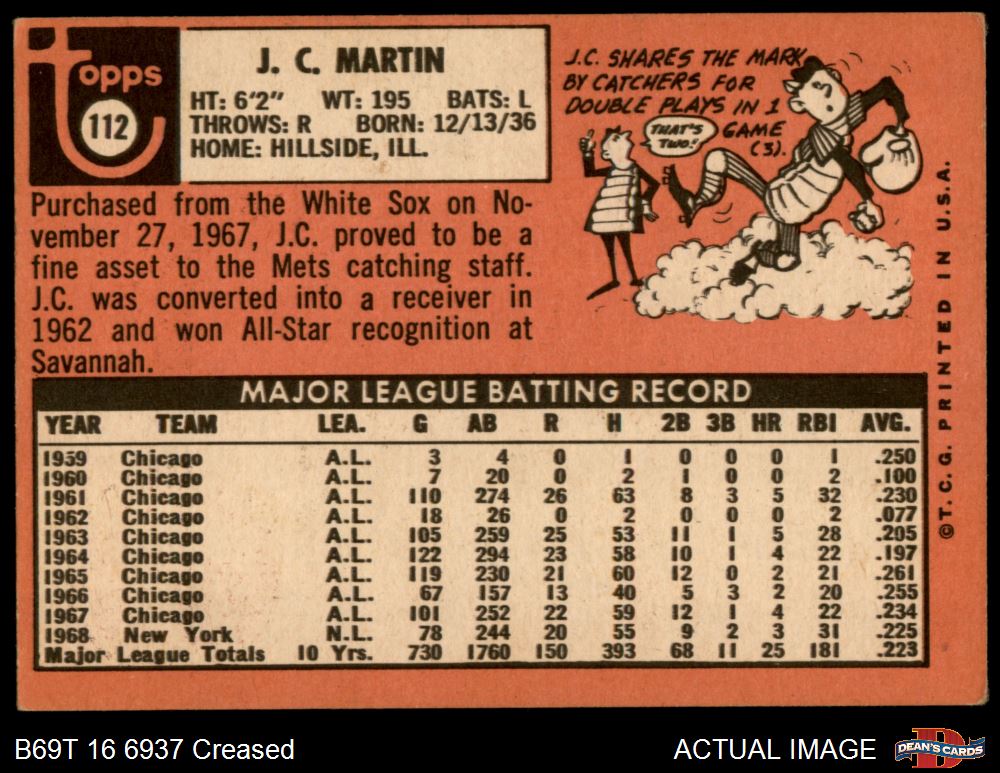 Topps
112
J. C. MARTIN
HT: 6'2" WT: 195 BATS: L
THROWS: R BORN: 12/13/36
HOME: HILLSIDE, ILL.
J.C. SHARES THE MARK
BY CATCHERS FOR
DOUBLE PLAYS IN 1
GAME
(3).
THAT'S
TWO!
Purchased from the White Sox on No-
vember 27, 1967, J.C. proved to be a
fine asset to the Mets catching staff.
J.C. was converted into a receiver in
1962 and won All-Star recognition at
Savannah.
MAJOR LEAGUE BATTING RECORD
YEAR TEAM LEA. G AB R H 2B 3B HR RBI AVG.
1959 Chicago A.L. 3 4 0 1 0 0 0 1 .250
1960 Chicago A.L. 7 20 0 2 1 0 0 2 .100
1961 Chicago A.L. 110 274 26 63 8 3 5 32 .230
1962 Chicago A.L. 18 26 0 2 0 0 0 2 .077
1963 Chicago A.L. 105 259 25 53 11 1 5 28 .205
1964 Chicago A.L. 122 294 23 58 10 1 4 22 .197
1965 Chicago A.L. 119 230 21 60 12 0 2 21 .261
1966 Chicago A.L. 67 157 13 40 5 3 2 20 .255
1967 Chicago A.L. 101 252 22 59 12 1 4 22 .234
1968 New York N.L. 78 244 20 55 9 2 3 31 .225
Major League Totals 10 Yrs. 730 1760 150 393 68 11 25 181 .223
©T.C.G. PRINTED IN U.S.A.
B69T 16 6937 Creased
ACTUAL IMAGE
DEAN'S CARDS